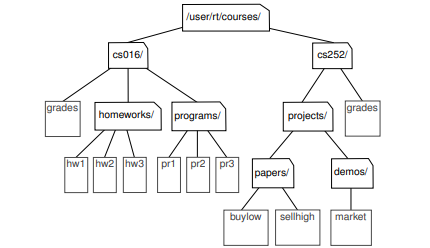 /user/rt/courses/
cs016/
cs252/
grades
homeworks/
programs/
projects/
grades
hw1
hw2
hw3
pr1
pr2
pr3
papers/
demos/
buylow
sellhigh
market